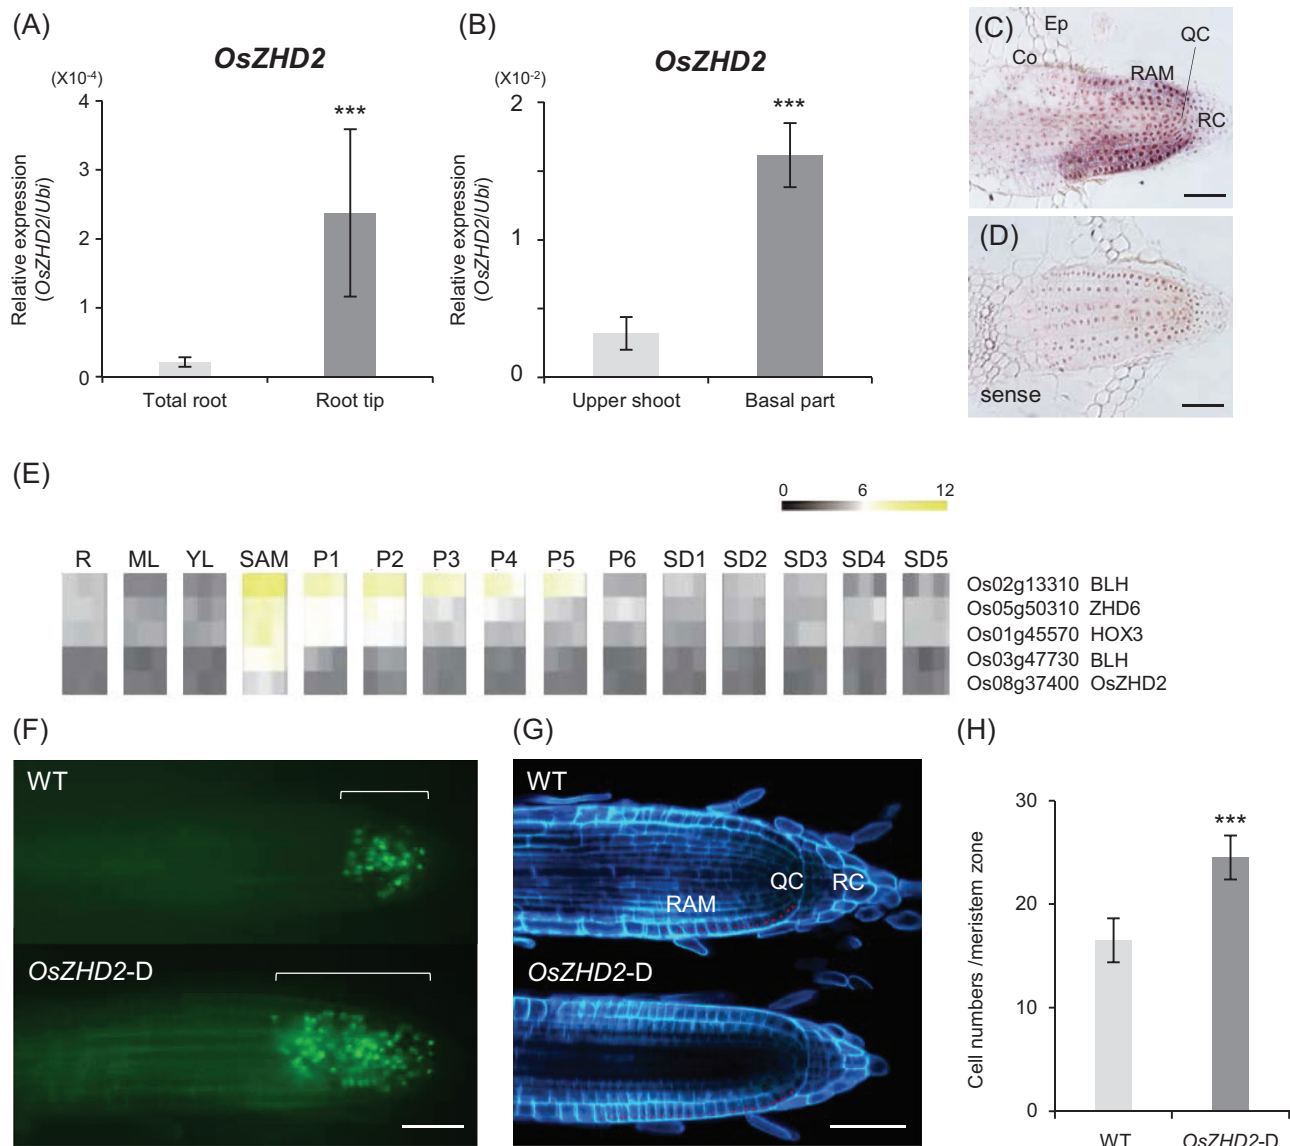 (A)
OsZHD2
(X10-4)
Relative expression
(OsZHD2/Ubi)
4
3
2
1
0
***
Total root
Root tip
(B)
OsZHD2
(X10-2)
Relative expression
(OsZHD2/Ubi)
2
1
0
***
Upper shoot
Basal part
(C)
Ep
Co
QC
RAM
RC
(D)
sense
(E)
0 6 12
R ML YL SAM P1 P2 P3 P4 P5 P6 SD1 SD2 SD3 SD4 SD5
Os02g13310 BLH
Os05g50310 ZHD6
Os01g45570 HOX3
Os03g47730 BLH
Os08g37400 OsZHD2
(F)
WT
OsZHD2-D
(G)
WT
QC
RC
RAM
OsZHD2-D
(H)
Cell numbers /meristem zone
30
20
10
0
***
WT
OsZHD2-D